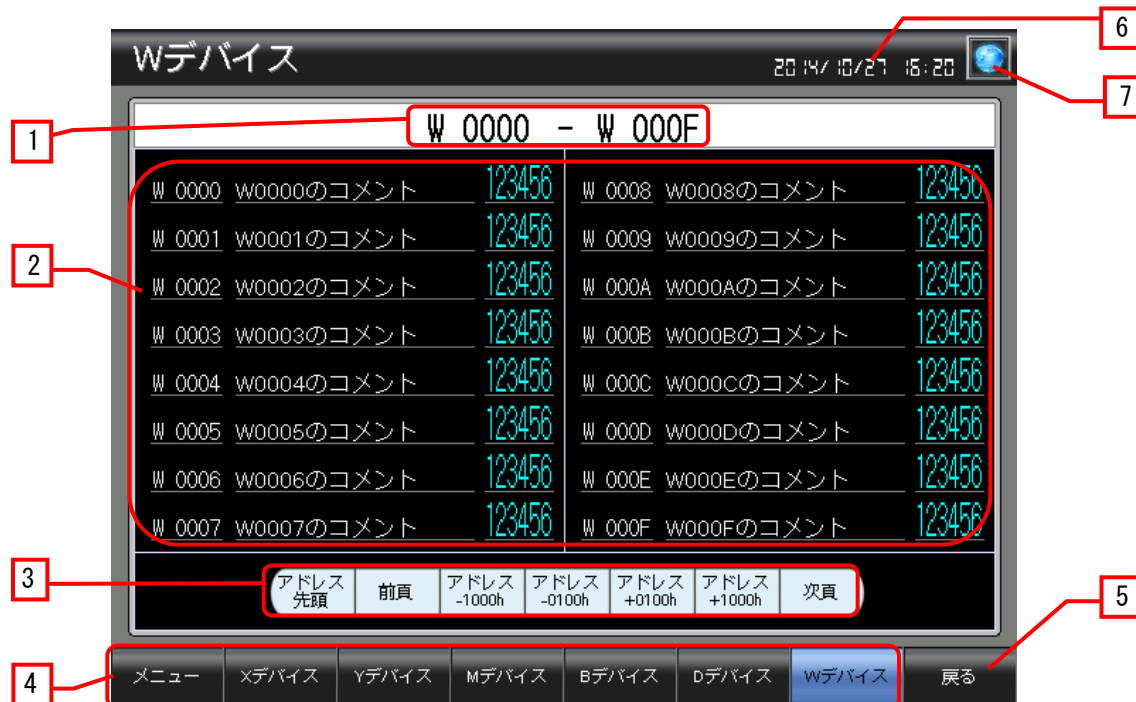 6
Wデバイス
2014/10/27 16:20
7
1
W 0000 - W 000F
2
W 0000 W0000のコメント 123456 W 0008 W0008のコメント 123456
W 0001 W0001のコメント 123456 W 0009 W0009のコメント 123456
W 0002 W0002のコメント 123456 W 000A W000Aのコメント 123456
W 0003 W0003のコメント 123456 W 000B W000Bのコメント 123456
W 0004 W0004のコメント 123456 W 000C W000Cのコメント 123456
W 0005 W0005のコメント 123456 W 000D W000Dのコメント 123456
W 0006 W0006のコメント 123456 W 000E W000Eのコメント 123456
W 0007 W0007のコメント 123456 W 000F W000Fのコメント 123456
3
アドレス 前頁 アドレス アドレス アドレス アドレス 次頁
先頭 -1000h -0100h +0100h +1000h
5
4
メニュー Xデバイス Yデバイス Mデバイス Bデバイス Dデバイス Wデバイス 戻る